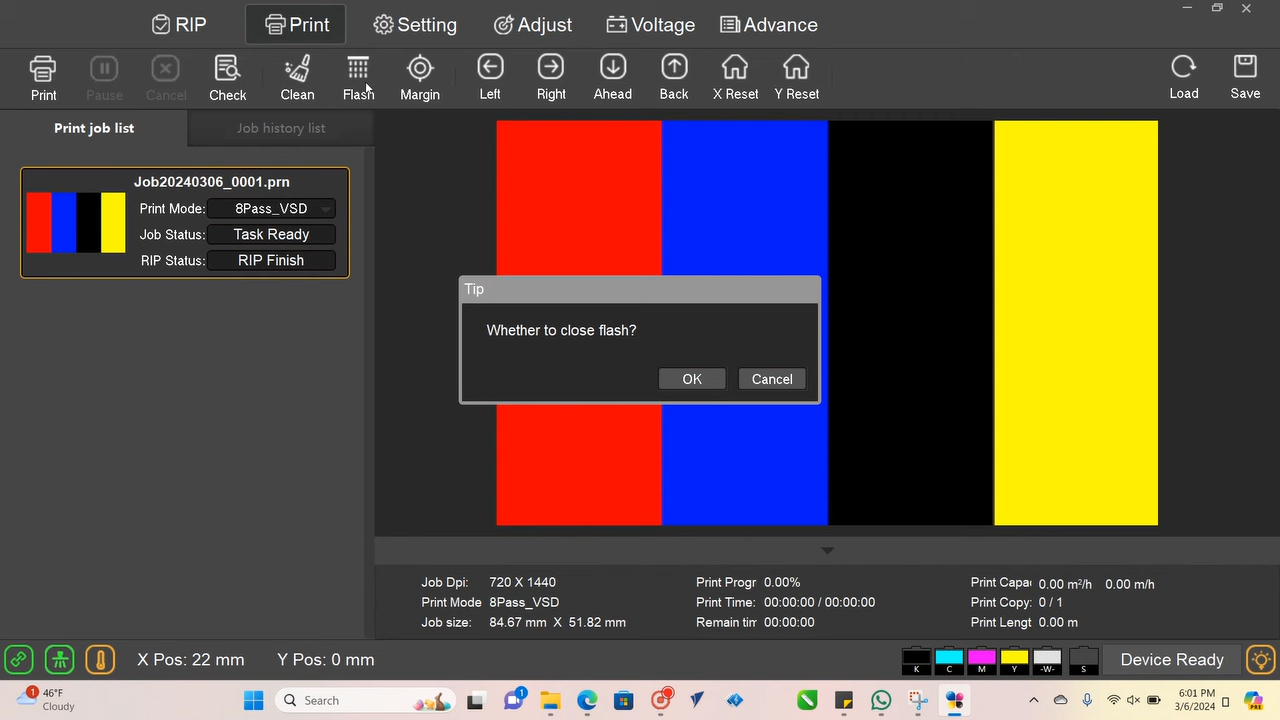 RIP
Print
Setting
Adjust
Voltage
Advance
Print
Pause
Cancel
Check
Clean
Flash
Margin
Left
Right
Ahead
Back
X Reset
Y Reset
Load
Save
Print job list
Job history list
Job20240306_0001.prn
Print Mode: 8Pass_VSD
Job Status: Task Ready
RIP Status: RIP Finish
Tip
Whether to close flash?
OK
Cancel
Job Dpi: 720 X 1440
Print Mode 8Pass_VSD
Job size: 84.67 mm X 51.82 mm
Print Progr 0.00%
Print Time: 00:00:00 / 00:00:00
Remain tir 00:00:00
Print Capa 0.00 m²/h 0.00 m/h
Print Copy: 0 / 1
Print Lengt 0.00 m
X Pos: 22 mm
Y Pos: 0 mm
K
C
M
Y
-W-
S
Device Ready
1
46°F
Cloudy
Search
1
6:01 PM
3/6/2024
PRE